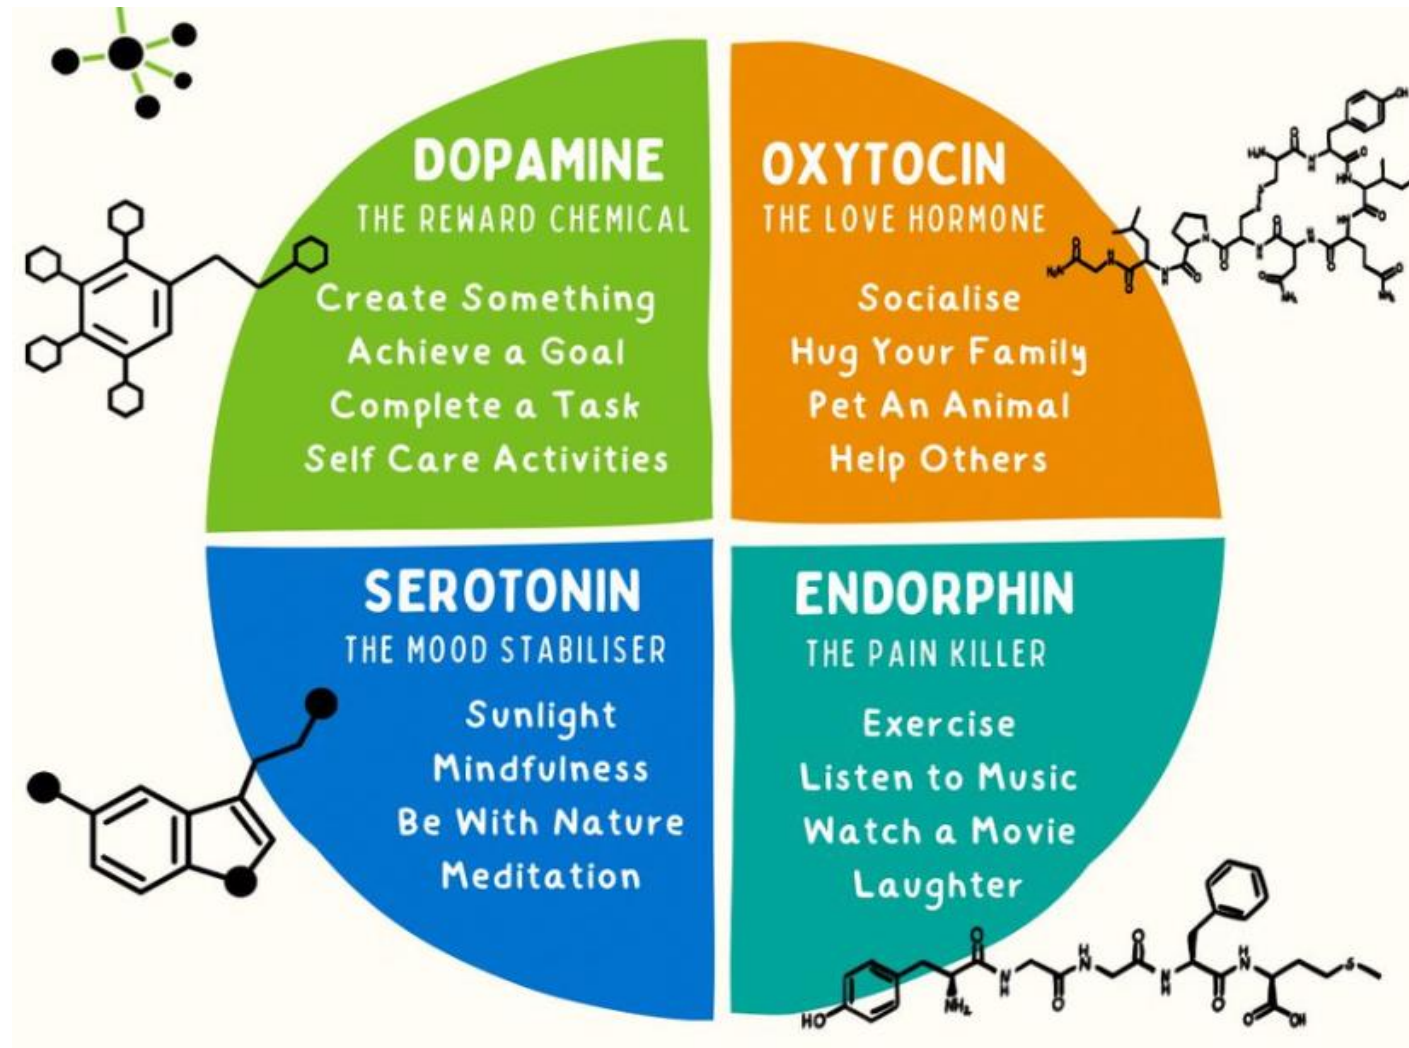 DOPAMINE
THE REWARD CHEMICAL
Create Something
Achieve a Goal
Complete a Task
Self Care Activities
OXYTOCIN
THE LOVE HORMONE
Socialise
Hug Your Family
Pet An Animal
Help Others
SEROTONIN
THE MOOD STABILISER
Sunlight
Mindfulness
Be With Nature
Meditation
ENDORPHIN
THE PAIN KILLER
Exercise
Listen to Music
Watch a Movie
Laughter